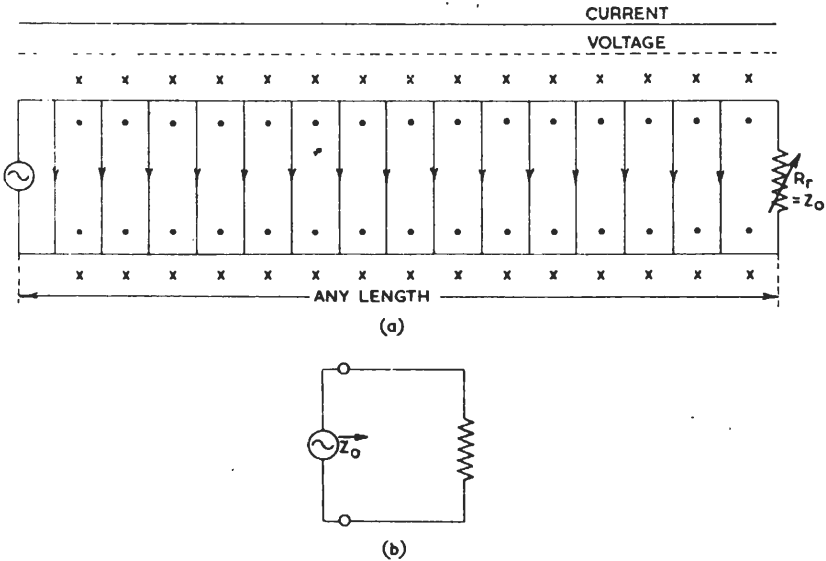 CURRENT
VOLTAGE
x x x x x x x x x x x x x x x
Rr
= Zo
x x x x x x x x x x x x x x x
ANY LENGTH
(a)
Zo
(b)